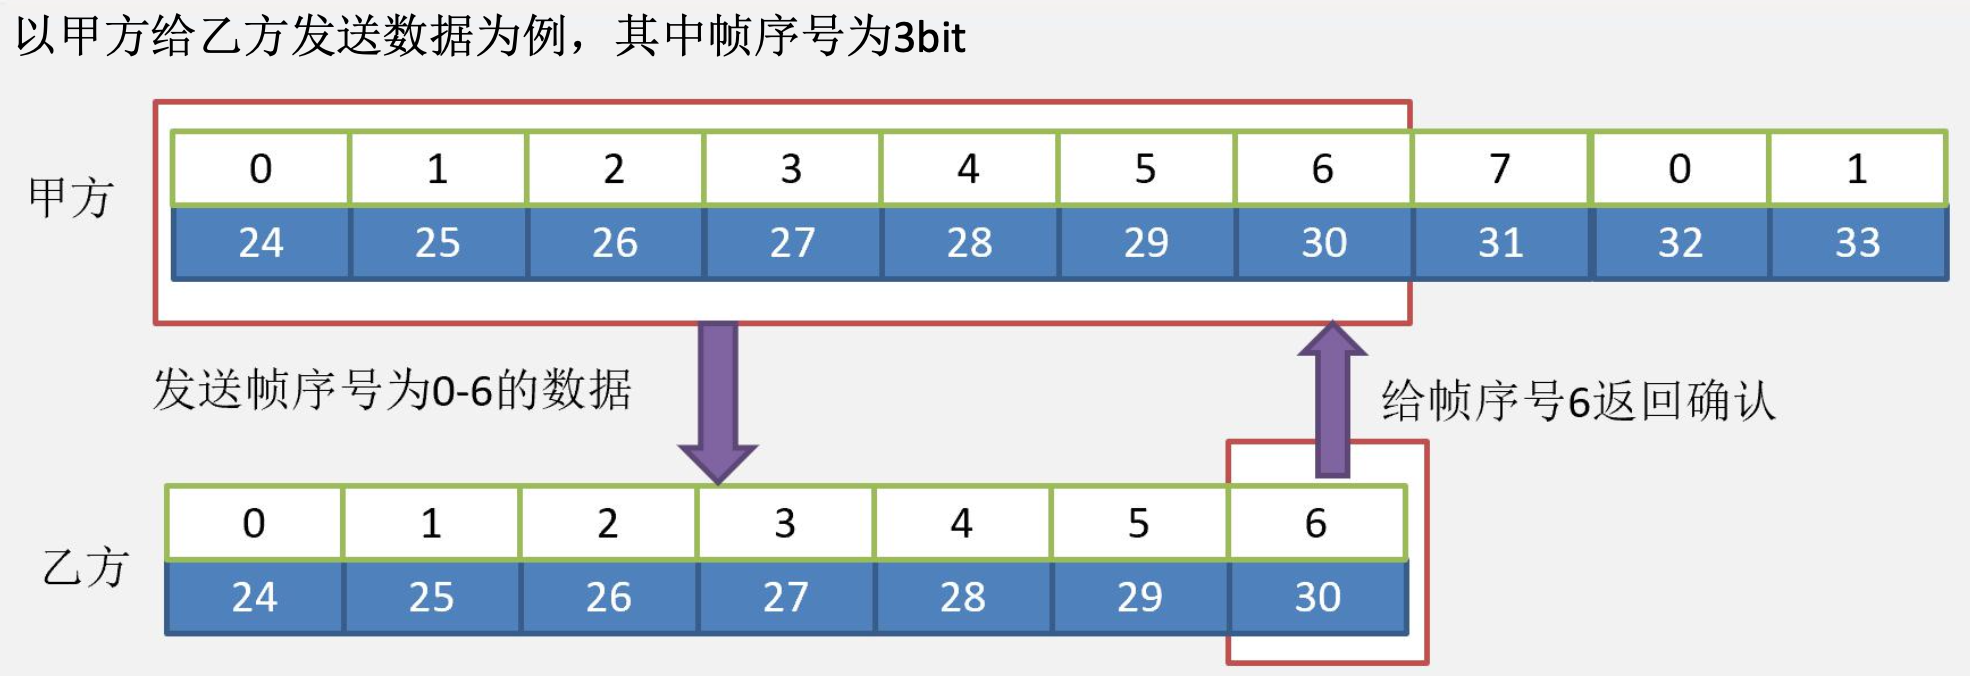 以甲方给乙方发送数据为例，其中帧序号为3bit
甲方
0 1 2 3 4 5 6 7 0 1
24 25 26 27 28 29 30 31 32 33
发送帧序号为0-6的数据
给帧序号6返回确认
乙方
0 1 2 3 4 5 6
24 25 26 27 28 29 30